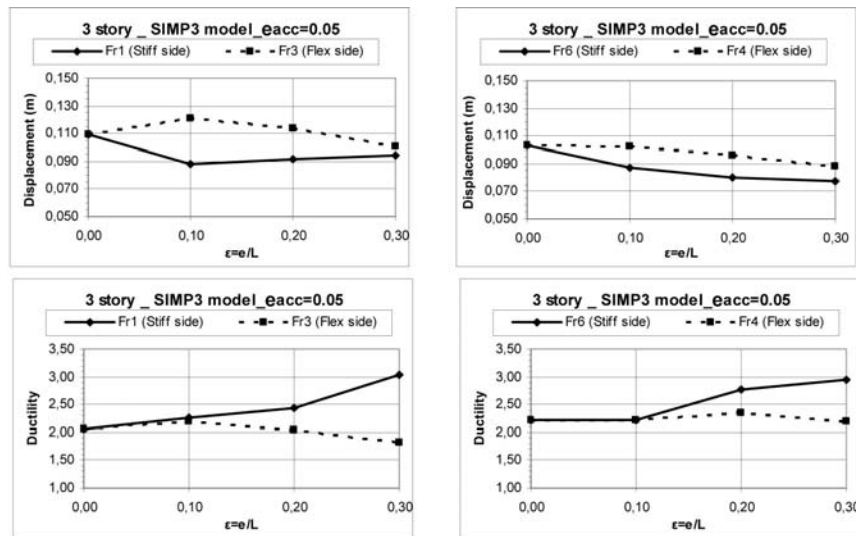 3 story _ SIMP3 model_eacc=0.05
Fr1 (Stiff side) Fr3 (Flex side)
Displacement (m)
0,150
0,130
0,110
0,090
0,070
0,050
0,00 0,10 0,20 0,30
ε=e/L
3 story _ SIMP3 model_eacc=0.05
Fr6 (Stiff side) Fr4 (Flex side)
Displacement (m)
0,150
0,130
0,110
0,090
0,070
0,050
0,00 0,10 0,20 0,30
ε=e/L
3 story _ SIMP3 model_eacc=0.05
Fr1 (Stiff side) Fr3 (Flex side)
Ductility
3,50
3,00
2,50
2,00
1,50
1,00
0,00 0,10 0,20 0,30
ε=e/L
3 story _ SIMP3 model_eacc=0.05
Fr6 (Stiff side) Fr4 (Flex side)
Ductility
3,50
3,00
2,50
2,00
1,50
1,00
0,00 0,10 0,20 0,30
ε=e/L